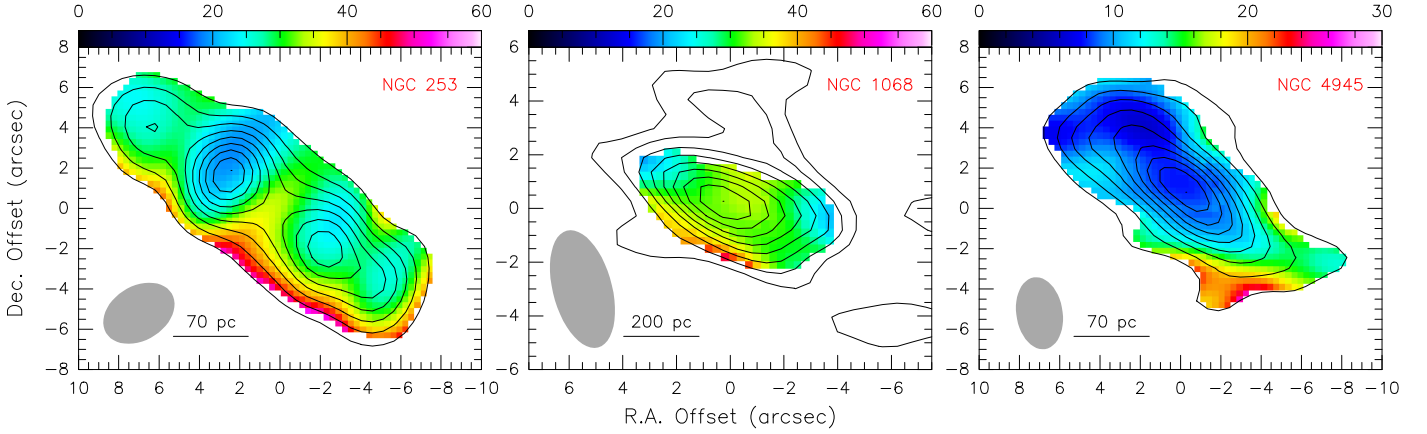 0 20 40 60 0 20 40 60 0 10 20 30
NGC 253 NGC 1068 NGC 4945
8 6 4 2 0 −2 −4 −6 −8
6 4 2 0 −2 −4 −6
8 6 4 2 0 −2 −4 −6 −8
Dec. Offset (arcsec)
70 pc 200 pc 70 pc
10 8 6 4 2 0 −2 −4 −6 −8 −10 6 4 2 0 −2 −4 −6 10 8 6 4 2 0 −2 −4 −6 −8 −10
R.A. Offset (arcsec)